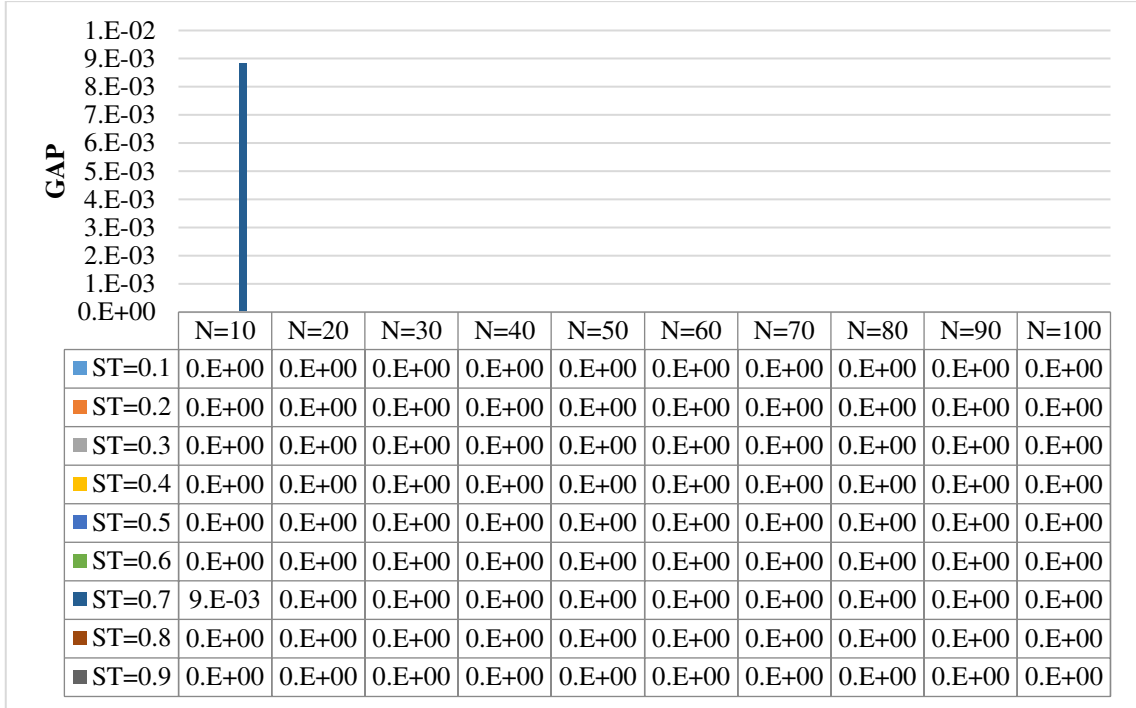 1.E-02
9.E-03
8.E-03
7.E-03
6.E-03
5.E-03
4.E-03
3.E-03
2.E-03
1.E-03
0.E+00
GAP
N=10 N=20 N=30 N=40 N=50 N=60 N=70 N=80 N=90 N=100
ST=0.1 0.E+00 0.E+00 0.E+00 0.E+00 0.E+00 0.E+00 0.E+00 0.E+00 0.E+00 0.E+00
ST=0.2 0.E+00 0.E+00 0.E+00 0.E+00 0.E+00 0.E+00 0.E+00 0.E+00 0.E+00 0.E+00
ST=0.3 0.E+00 0.E+00 0.E+00 0.E+00 0.E+00 0.E+00 0.E+00 0.E+00 0.E+00 0.E+00
ST=0.4 0.E+00 0.E+00 0.E+00 0.E+00 0.E+00 0.E+00 0.E+00 0.E+00 0.E+00 0.E+00
ST=0.5 0.E+00 0.E+00 0.E+00 0.E+00 0.E+00 0.E+00 0.E+00 0.E+00 0.E+00 0.E+00
ST=0.6 0.E+00 0.E+00 0.E+00 0.E+00 0.E+00 0.E+00 0.E+00 0.E+00 0.E+00 0.E+00
ST=0.7 9.E-03 0.E+00 0.E+00 0.E+00 0.E+00 0.E+00 0.E+00 0.E+00 0.E+00 0.E+00
ST=0.8 0.E+00 0.E+00 0.E+00 0.E+00 0.E+00 0.E+00 0.E+00 0.E+00 0.E+00 0.E+00
ST=0.9 0.E+00 0.E+00 0.E+00 0.E+00 0.E+00 0.E+00 0.E+00 0.E+00 0.E+00 0.E+00